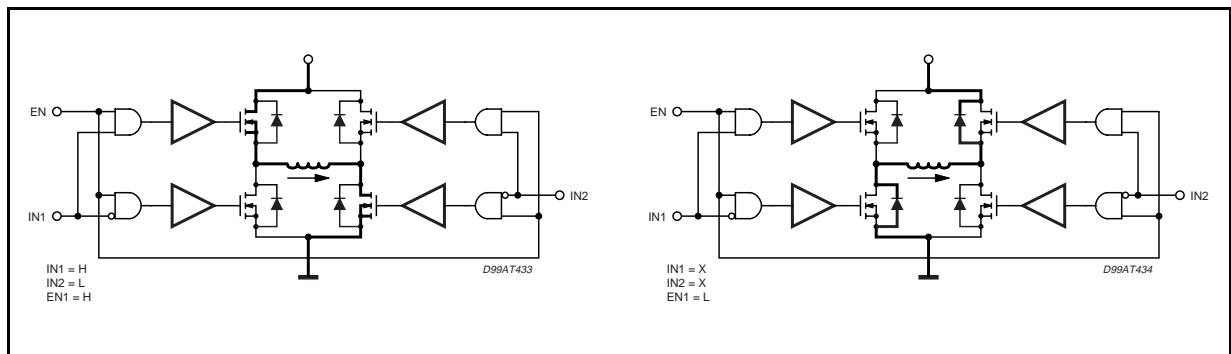 EN
IN1
IN2
IN1 = H
IN2 = L
EN1 = H
D99AT433
EN
IN1
IN2
IN1 = X
IN2 = X
EN1 = L
D99AT434